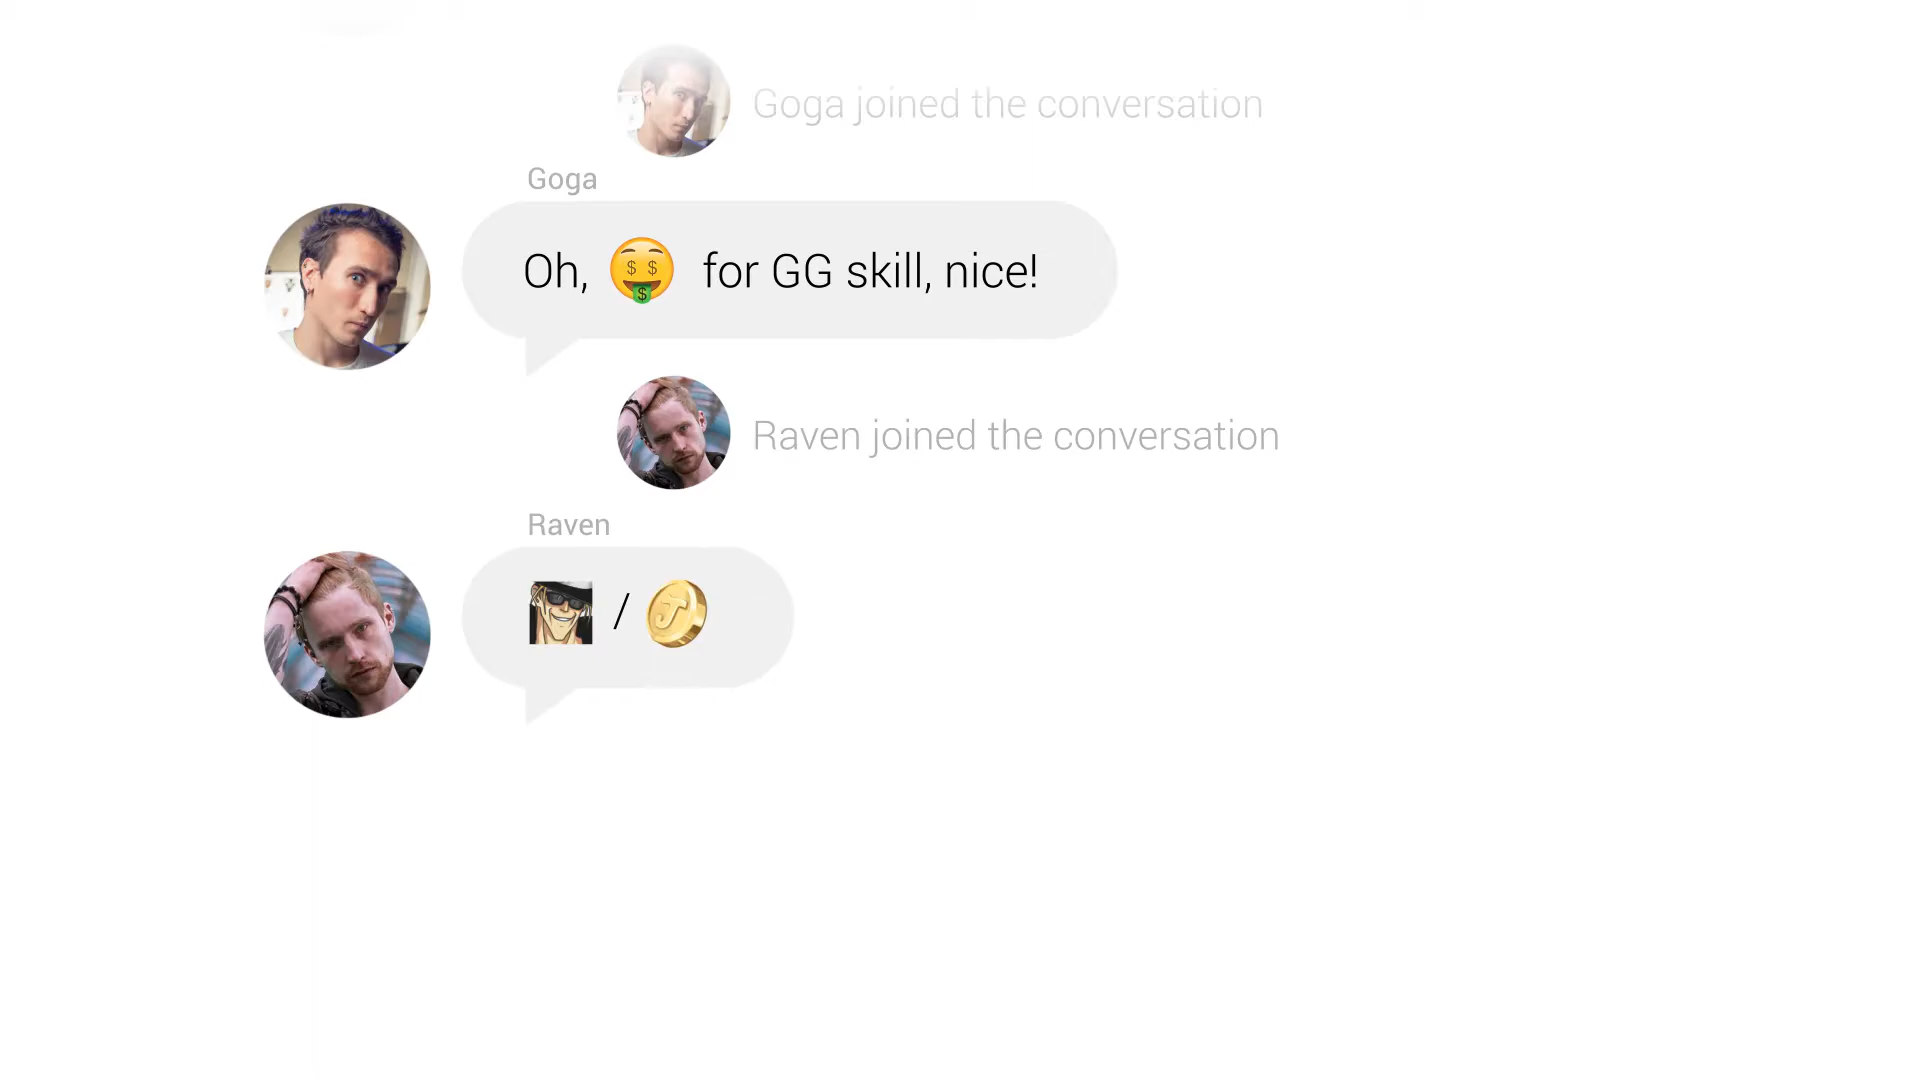 Goga joined the conversation
Goga
Oh, 🤑 for GG skill, nice!
Raven joined the conversation
Raven
/ J